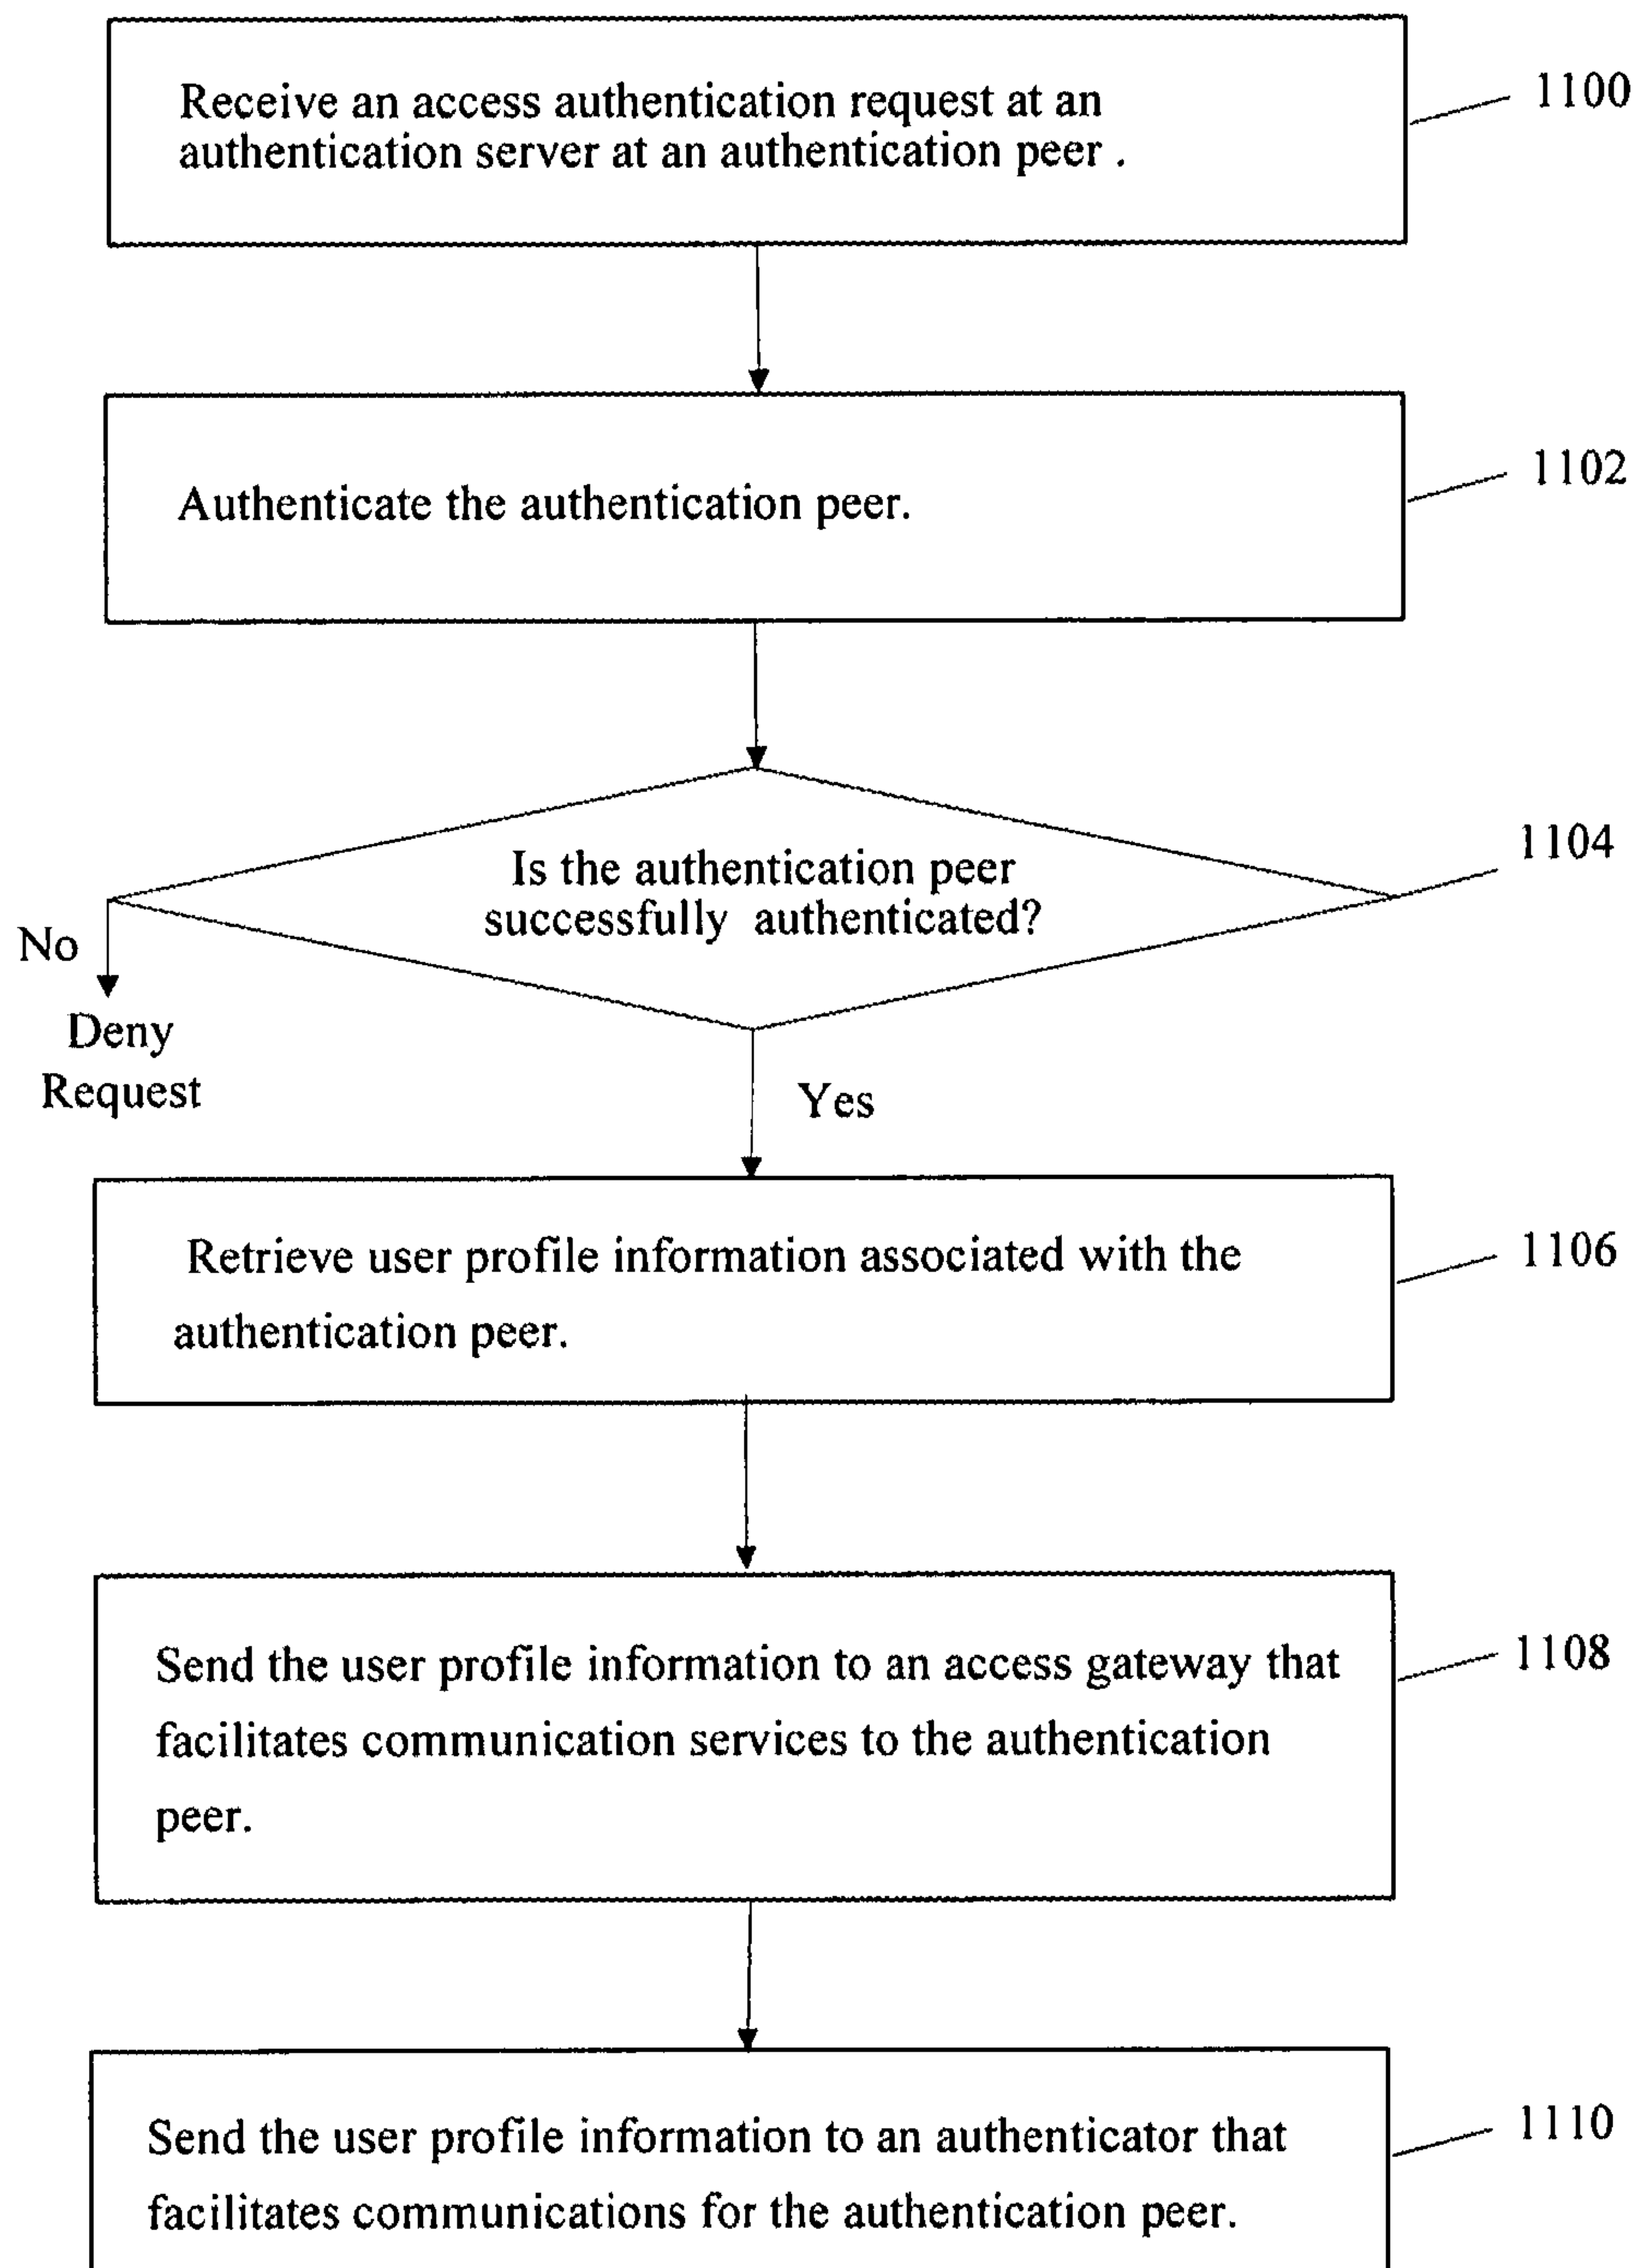 Receive an access authentication request at an
authentication server at an authentication peer .
1100
Authenticate the authentication peer.
1102
Is the authentication peer
successfully authenticated?
1104
No
Deny
Request
Yes
Retrieve user profile information associated with the
authentication peer.
1106
Send the user profile information to an access gateway that
facilitates communication services to the authentication
peer.
1108
Send the user profile information to an authenticator that
facilitates communications for the authentication peer.
1110